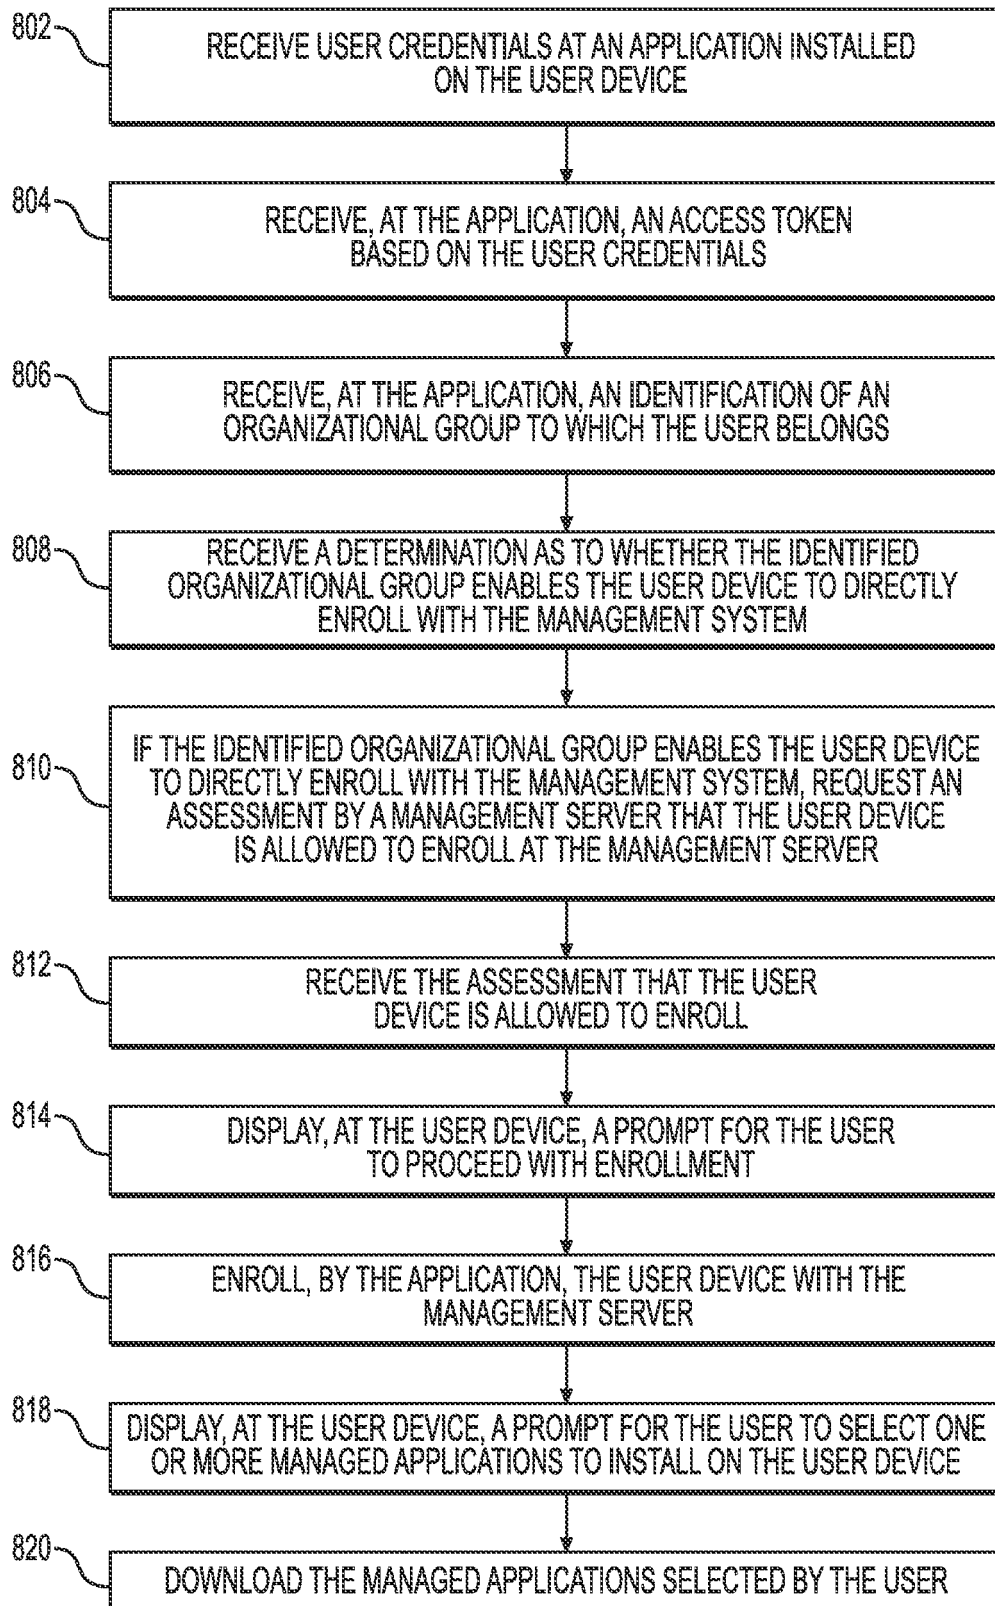 802
RECEIVE USER CREDENTIALS AT AN APPLICATION INSTALLED
ON THE USER DEVICE
804
RECEIVE, AT THE APPLICATION, AN ACCESS TOKEN
BASED ON THE USER CREDENTIALS
806
RECEIVE, AT THE APPLICATION, AN IDENTIFICATION OF AN
ORGANIZATIONAL GROUP TO WHICH THE USER BELONGS
808
RECEIVE A DETERMINATION AS TO WHETHER THE IDENTIFIED
ORGANIZATIONAL GROUP ENABLES THE USER DEVICE TO DIRECTLY
ENROLL WITH THE MANAGEMENT SYSTEM
810
IF THE IDENTIFIED ORGANIZATIONAL GROUP ENABLES THE USER DEVICE
TO DIRECTLY ENROLL WITH THE MANAGEMENT SYSTEM, REQUEST AN
ASSESSMENT BY A MANAGEMENT SERVER THAT THE USER DEVICE
IS ALLOWED TO ENROLL AT THE MANAGEMENT SERVER
812
RECEIVE THE ASSESSMENT THAT THE USER
DEVICE IS ALLOWED TO ENROLL
814
DISPLAY, AT THE USER DEVICE, A PROMPT FOR THE USER
TO PROCEED WITH ENROLLMENT
816
ENROLL, BY THE APPLICATION, THE USER DEVICE WITH THE
MANAGEMENT SERVER
818
DISPLAY, AT THE USER DEVICE, A PROMPT FOR THE USER TO SELECT ONE
OR MORE MANAGED APPLICATIONS TO INSTALL ON THE USER DEVICE
820
DOWNLOAD THE MANAGED APPLICATIONS SELECTED BY THE USER